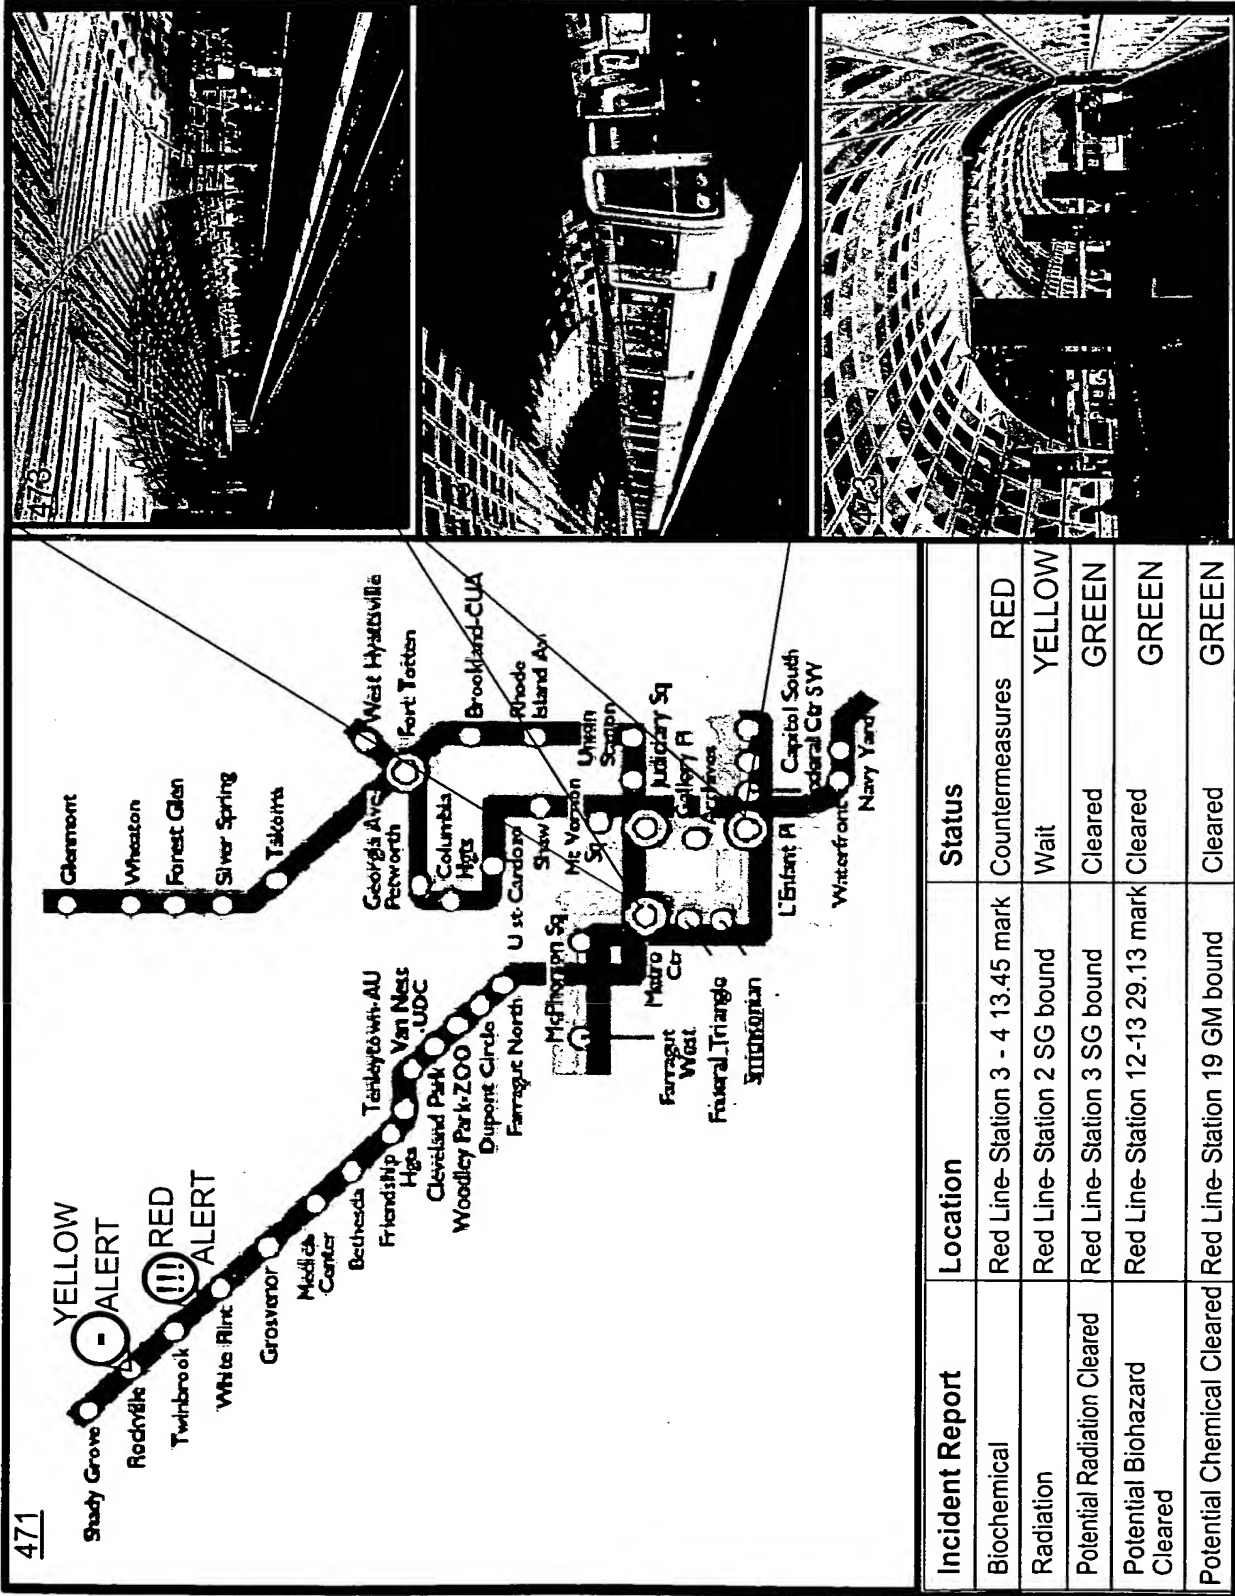 471
Shady Grove
Rockville
Twinbrook
White Flint
Grosvenor
Medical
Center
Bethesda
Friendship
Hgts
Tenleytown-AU
Van Ness
UDC
Cleveland Park
Woodley Park-ZOO
Dupont Circle
Farragut North
YELLOW
ALERT
-
!!!
RED
ALERT
Glenmont
Wheaton
Forest Glen
Silver Spring
Takoma
West Hyattsville
Fort Totten
Georgia Ave
Petworth
Columbia
Hgts
U st-Cardozo
Shaw
Mt Vernon
Sq
Brookland-CUA
Rhode
Island Av
Union
Station
Judiciary Sq
Gallery Pl
Archives
McPherson Sq
Metro
Ctr
Farragut
West
Federal Triangle
Smithsonian
L'Enfant Pl
Capitol South
Federal Ctr SW
Waterfront
Navy Yard
473
473
Incident Report Location Status
Biochemical Red Line- Station 3 - 4 13.45 mark Countermeasures RED
Radiation Red Line- Station 2 SG bound Wait YELLOW
Potential Radiation Cleared Red Line- Station 3 SG bound Cleared GREEN
Potential Biohazard Red Line- Station 12-13 29.13 mark Cleared GREEN
Cleared
Potential Chemical Cleared Red Line- Station 19 GM bound Cleared GREEN